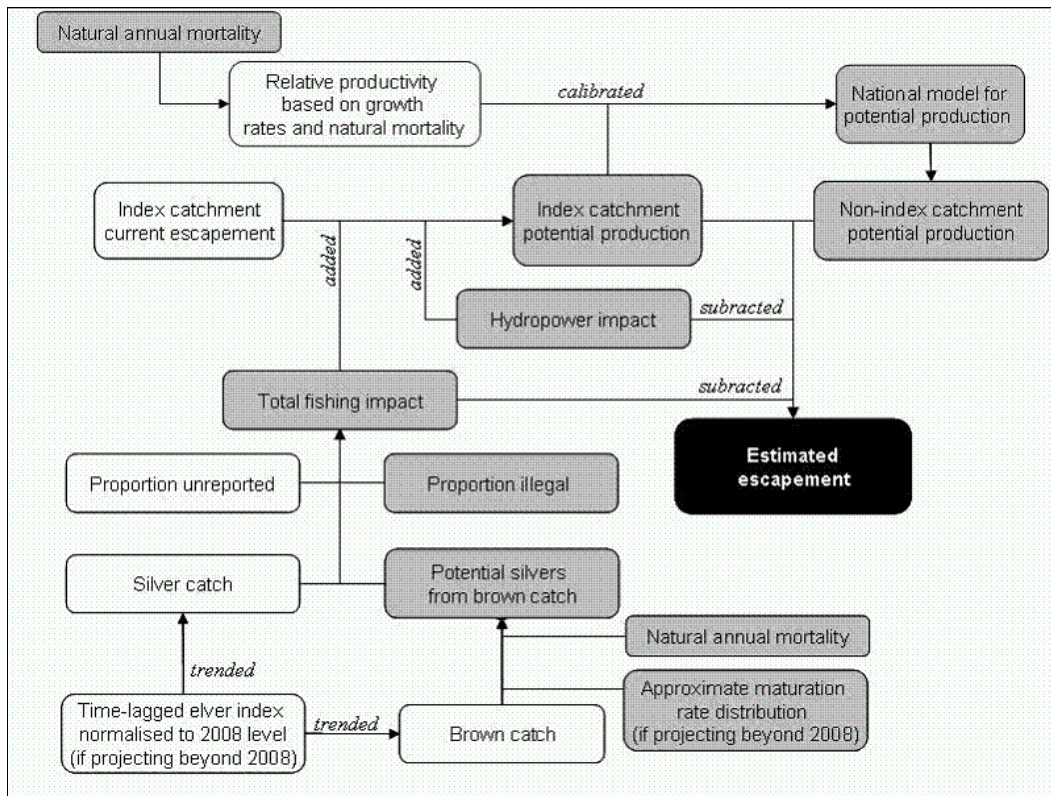 Natural annual mortality
Relative productivity
based on growth
rates and natural mortality
calibrated
National model for
potential production
Index catchment
current escapement
added
added
Index catchment
potential production
Non-index catchment
potential production
Hydropower impact
subracted
Total fishing impact
subracted
Estimated
escapement
Proportion unreported
Proportion illegal
Silver catch
Potential silvers
from brown catch
Natural annual mortality
trended
Approximate maturation
rate distribution
(if projecting beyond 2008)
Time-lagged elver index
normalised to 2008 level
(if projecting beyond 2008)
trended
Brown catch